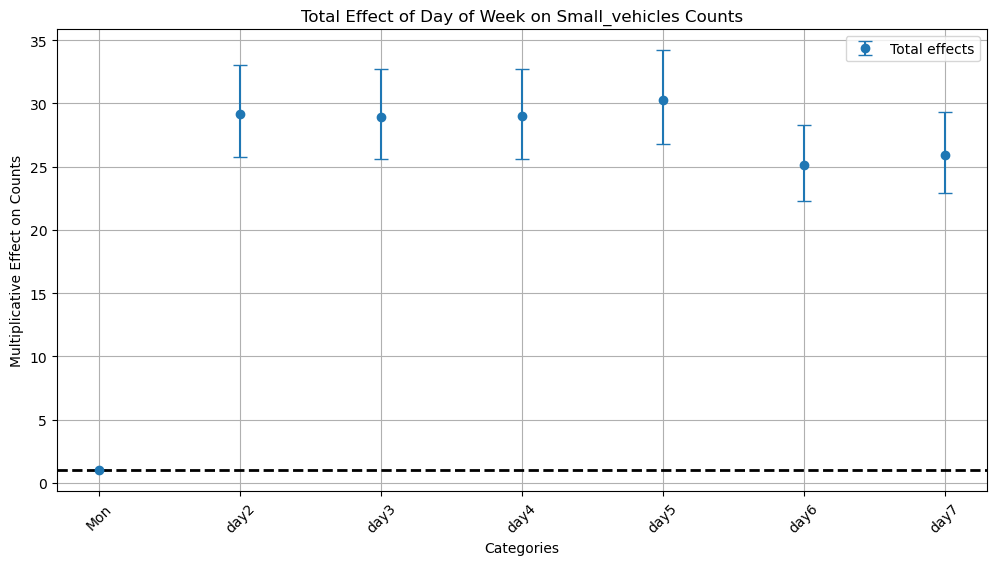 Total Effect of Day of Week on Small_vehicles Counts
Total effects
Multiplicative Effect on Counts
35
30
25
20
15
10
5
0
Mon
day2
day3
day4
day5
day6
day7
Categories